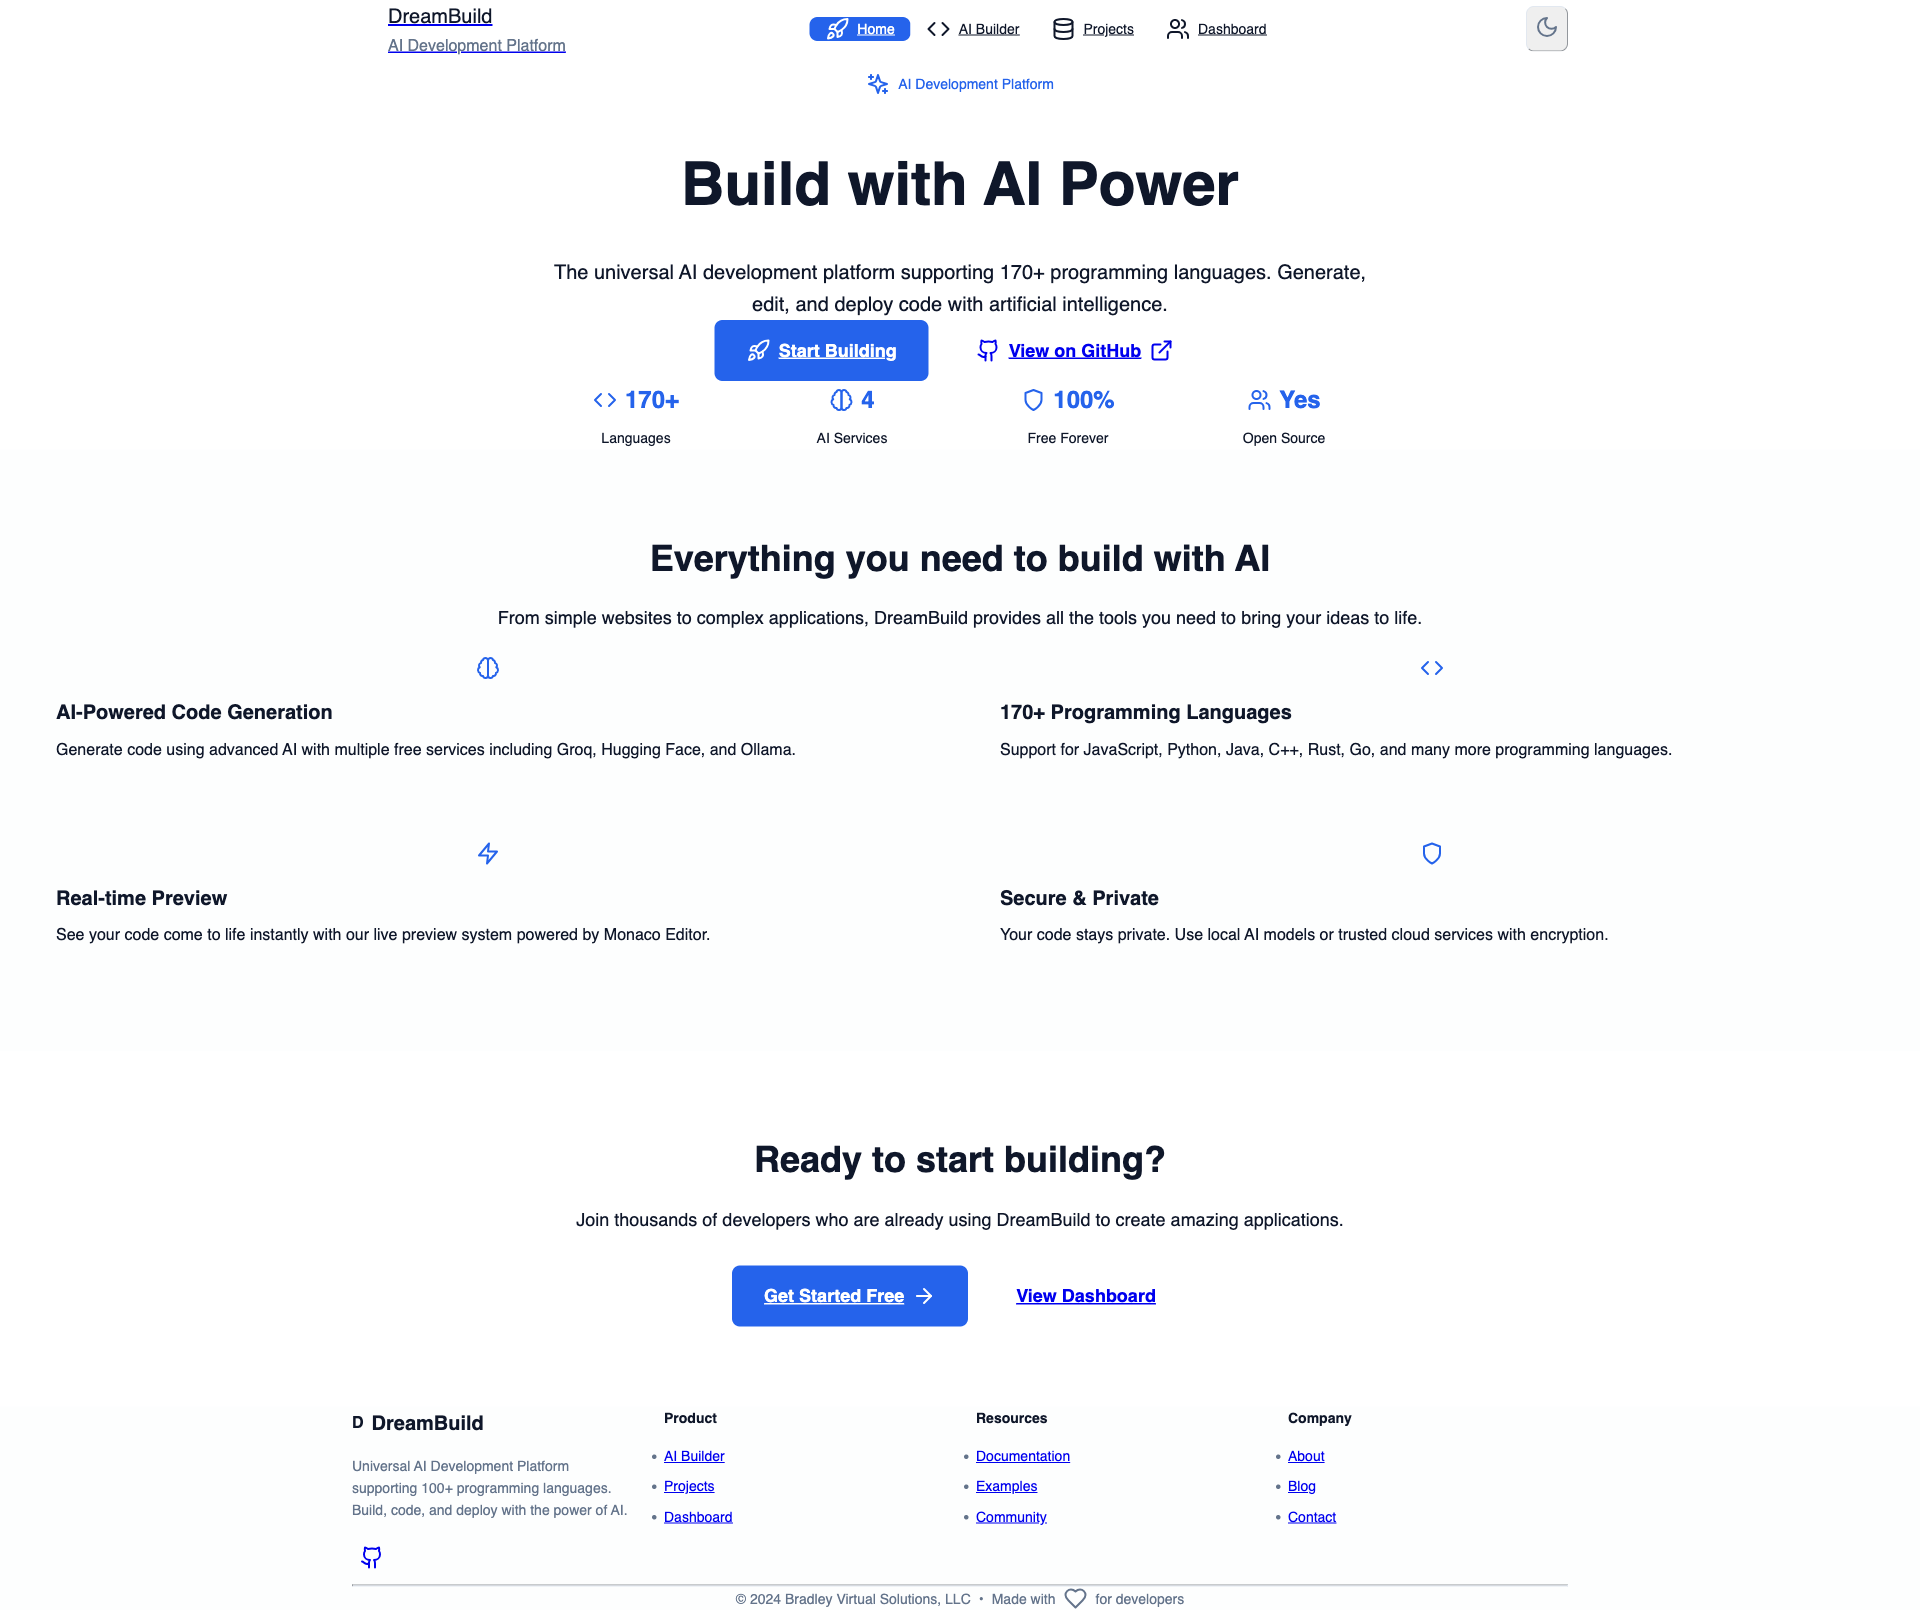 DreamBuild
AI Development Platform
Home
AI Builder
Projects
Dashboard
AI Development Platform
Build with AI Power
The universal AI development platform supporting 170+ programming languages. Generate,
edit, and deploy code with artificial intelligence.
Start Building
View on GitHub
170+
Languages
4
AI Services
100%
Free Forever
Yes
Open Source
Everything you need to build with AI
From simple websites to complex applications, DreamBuild provides all the tools you need to bring your ideas to life.
AI-Powered Code Generation
Generate code using advanced AI with multiple free services including Groq, Hugging Face, and Ollama.
170+ Programming Languages
Support for JavaScript, Python, Java, C++, Rust, Go, and many more programming languages.
Real-time Preview
See your code come to life instantly with our live preview system powered by Monaco Editor.
Secure & Private
Your code stays private. Use local AI models or trusted cloud services with encryption.
Ready to start building?
Join thousands of developers who are already using DreamBuild to create amazing applications.
Get Started Free
View Dashboard
D DreamBuild
Universal AI Development Platform
supporting 100+ programming languages.
Build, code, and deploy with the power of AI.
Product
• AI Builder
• Projects
• Dashboard
Resources
• Documentation
• Examples
• Community
Company
• About
• Blog
• Contact
© 2024 Bradley Virtual Solutions, LLC • Made with for developers